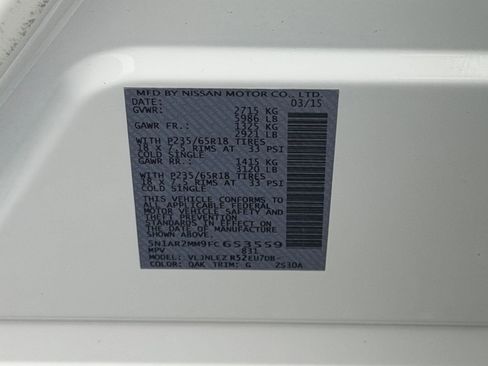 MFD BY NISSAN MOTOR CO., LTD.
DATE: 03/15
GVWR: 2715 KG
5986 LB
GAWR FR.: 1325 KG
2921 LB
WITH P235/65R18 TIRES
18 X 7.5 RIMS AT 33 PSI
COLD SINGLE
GAWR RR.: 1415 KG
3120 LB
WITH P235/65R18 TIRES
18 X 7.5 RIMS AT 33 PSI
COLD SINGLE
THIS VEHICLE CONFORMS TO
ALL APPLICABLE FEDERAL
MOTOR VEHICLE SAFETY AND
THEFT PREVENTION
STANDARDS IN EFFECT ON
THE DATE OF MANUFACTURE
SHOWN ABOVE.
5N1AR2MM9FC653559
MPV 831
MODEL: R52EU7DB-
COLOR: QAK TRIM: G 2S30A